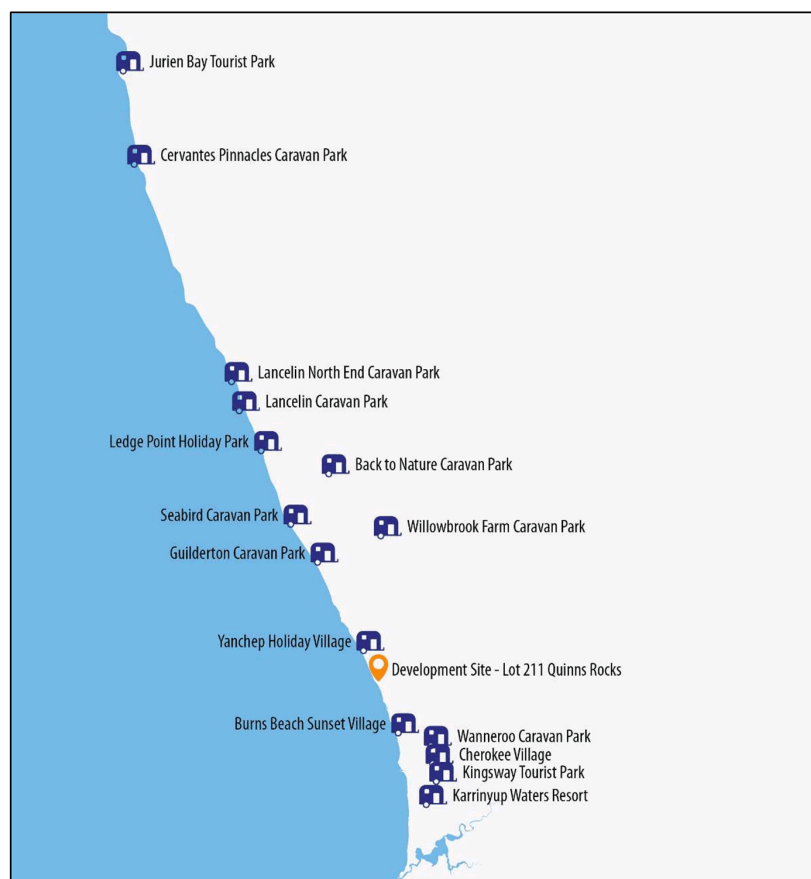 Jurien Bay Tourist Park
Cervantes Pinnacles Caravan Park
Lancelin North End Caravan Park
Lancelin Caravan Park
Ledge Point Holiday Park
Back to Nature Caravan Park
Seabird Caravan Park
Willowbrook Farm Caravan Park
Guilderton Caravan Park
Yanchep Holiday Village
Development Site - Lot 211 Quinns Rocks
Burns Beach Sunset Village
Wanneroo Caravan Park
Cherokee Village
Kingsway Tourist Park
Karrinyup Waters Resort